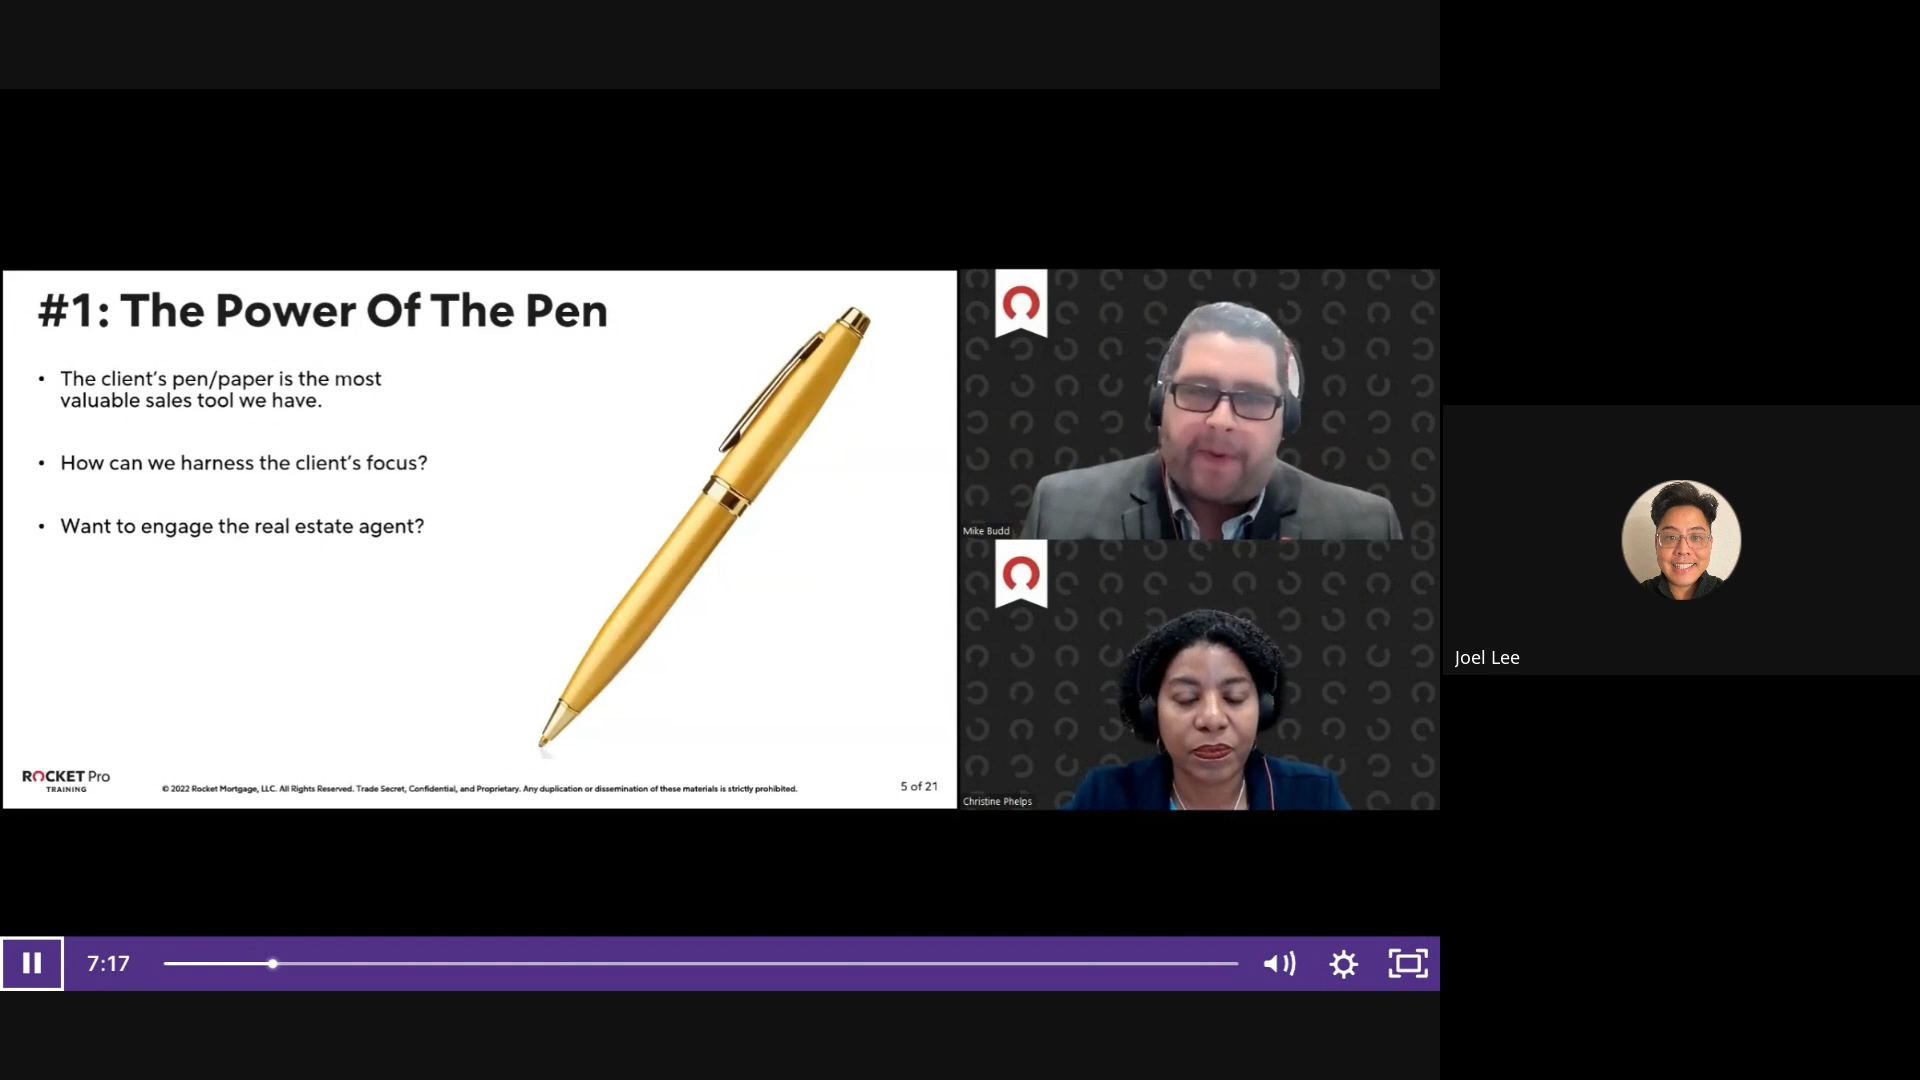 #1: The Power Of The Pen
• The client's pen/paper is the most
valuable sales tool we have.
• How can we harness the client's focus?
• Want to engage the real estate agent?
ROCKET Pro
TRAINING
© 2022 Rocket Mortgage, LLC. All Rights Reserved. Trade Secret, Confidential, and Proprietary. Any duplication or dissemination of these materials is strictly prohibited.
5 of 21
Mike Budd
Christine Phelps
Joel Lee
7:17